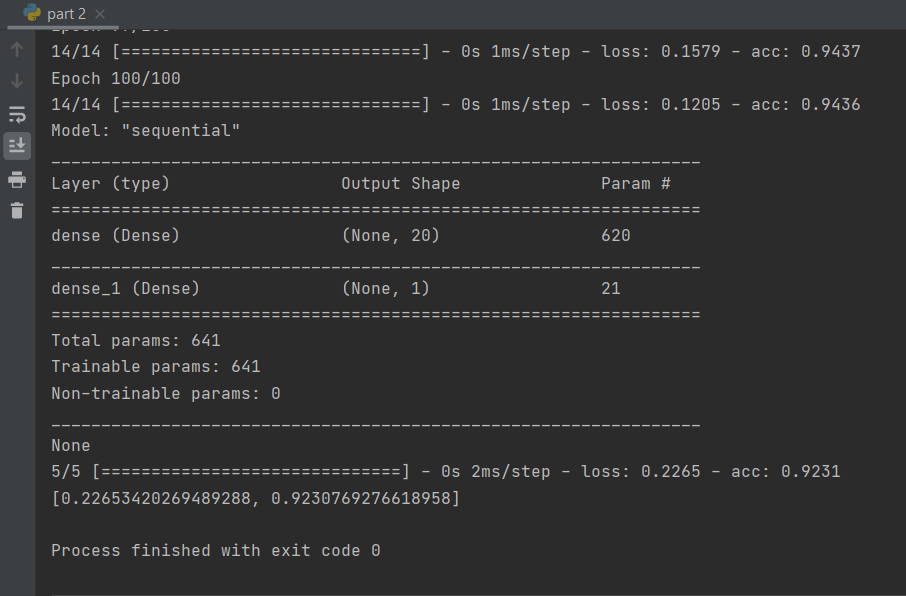 part 2
14/14 [==============================] - 0s 1ms/step - loss: 0.1579 - acc: 0.9437
Epoch 100/100
14/14 [==============================] - 0s 1ms/step - loss: 0.1205 - acc: 0.9436
Model: "sequential"
_________________________________________________________________
Layer (type)                 Output Shape              Param #
=================================================================
dense (Dense)                (None, 20)                620
_________________________________________________________________
dense_1 (Dense)              (None, 1)                 21
=================================================================
Total params: 641
Trainable params: 641
Non-trainable params: 0
_________________________________________________________________
None
5/5 [==============================] - 0s 2ms/step - loss: 0.2265 - acc: 0.9231
[0.22653420269489288, 0.9230769276618958]
Process finished with exit code 0